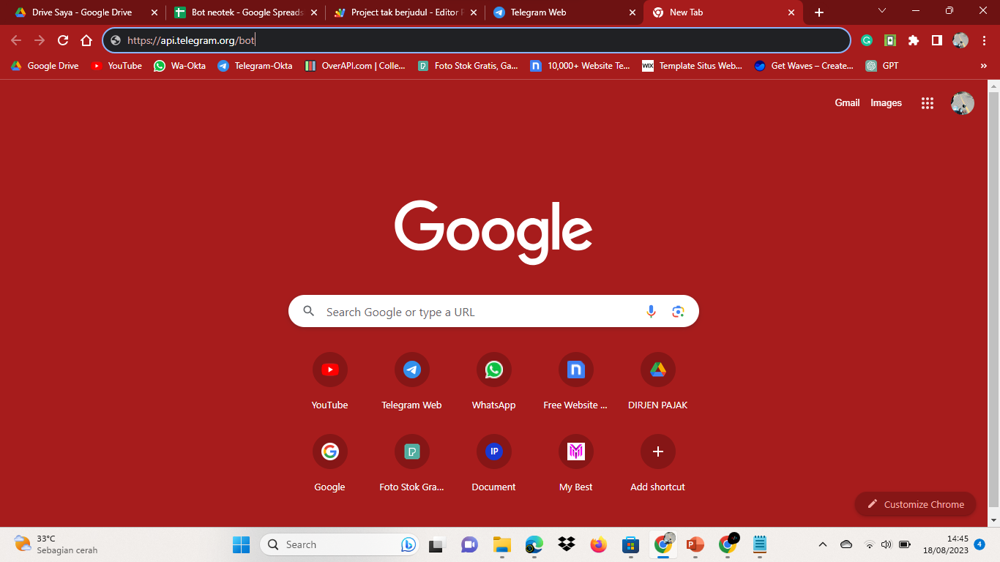 Drive Saya - Google Drive
Bot neotek - Google Spreads
Project tak berjudul - Editor P
Telegram Web
New Tab
https://api.telegram.org/bot
Google Drive
YouTube
Wa-Okta
Telegram-Okta
OverAPI.com | Colle...
Foto Stok Gratis, Ga...
10,000+ Website Te...
WIX
Template Situs Web...
Get Waves – Create...
GPT
»
Gmail
Images
Google
Search Google or type a URL
YouTube
Telegram Web
WhatsApp
Free Website ...
DIRJEN PAJAK
IP
Google
Foto Stok Gra...
Document
My Best
Add shortcut
Customize Chrome
33°C
Sebagian cerah
Search
14:45
18/08/2023
4